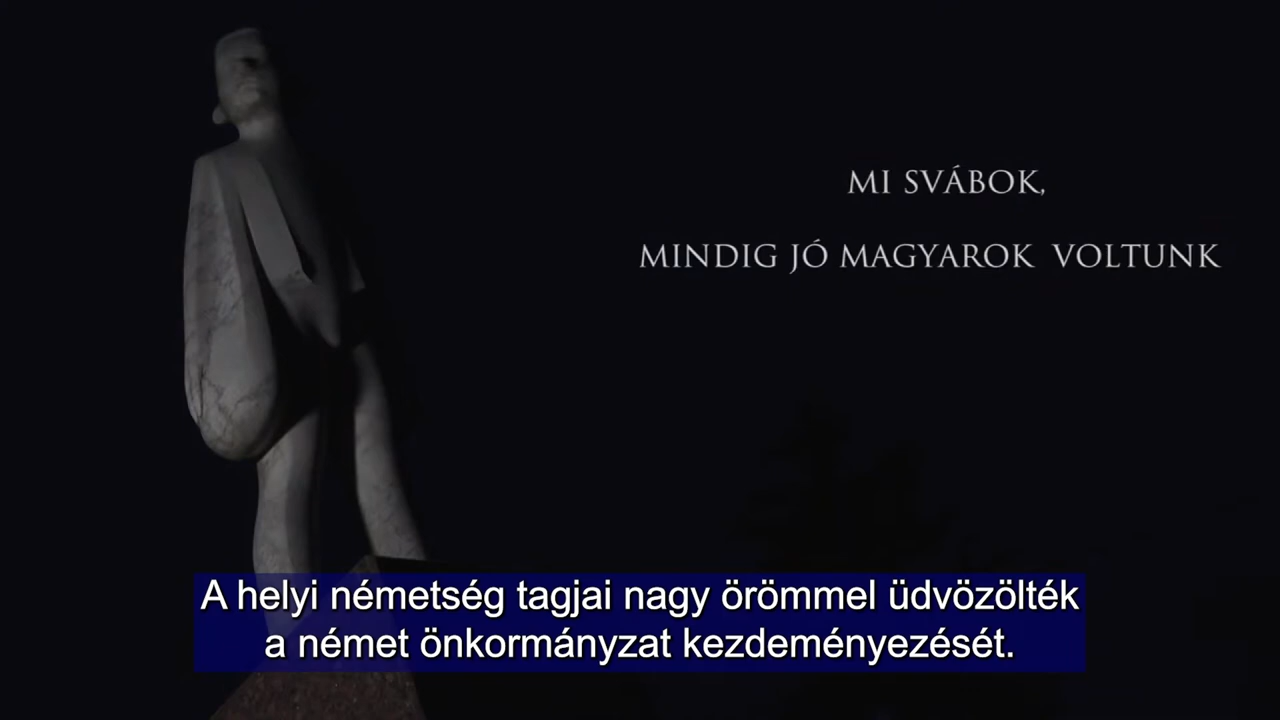 MI SVÁBOK,
MINDIG JÓ MAGYAROK VOLTUNK
A helyi németség tagjai nagy örömmel üdvözölték
a német önkormányzat kezdeményezését.